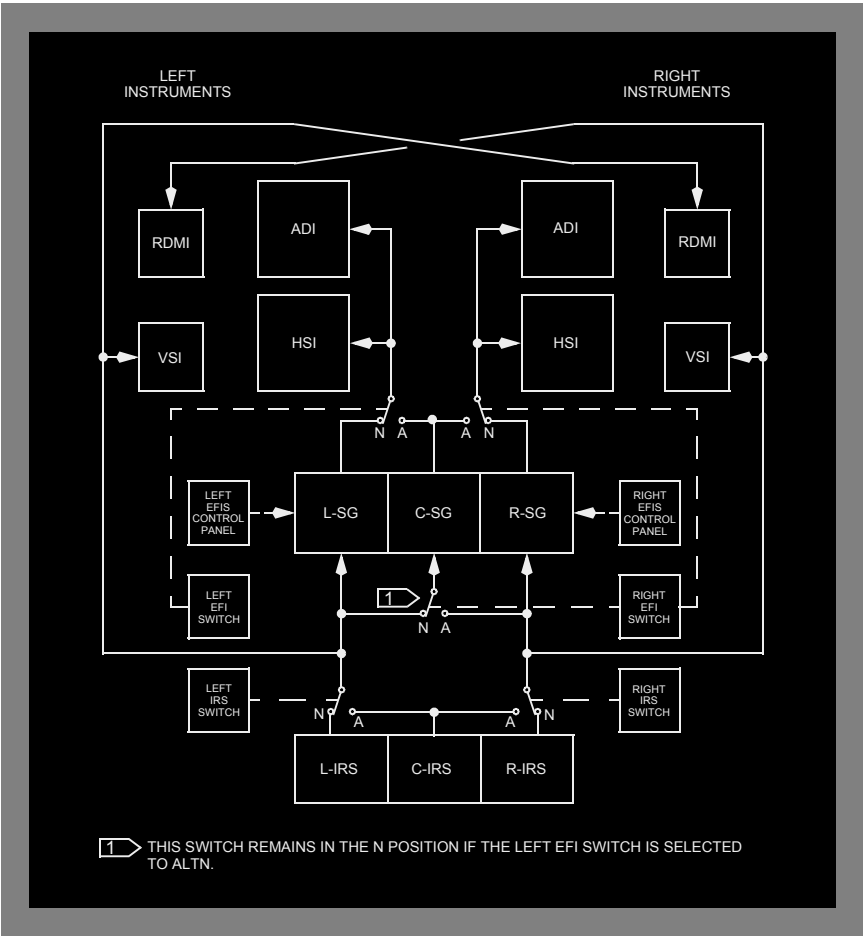 LEFT
INSTRUMENTS
RIGHT
INSTRUMENTS
RDMI
ADI
ADI
RDMI
VSI
HSI
HSI
VSI
N A
A N
LEFT
EFIS
CONTROL
PANEL
L-SG
C-SG
R-SG
RIGHT
EFIS
CONTROL
PANEL
LEFT
EFI
SWITCH
1
N A
RIGHT
EFI
SWITCH
LEFT
IRS
SWITCH
N
A
A
N
RIGHT
IRS
SWITCH
L-IRS
C-IRS
R-IRS
1 THIS SWITCH REMAINS IN THE N POSITION IF THE LEFT EFI SWITCH IS SELECTED
TO ALTN.